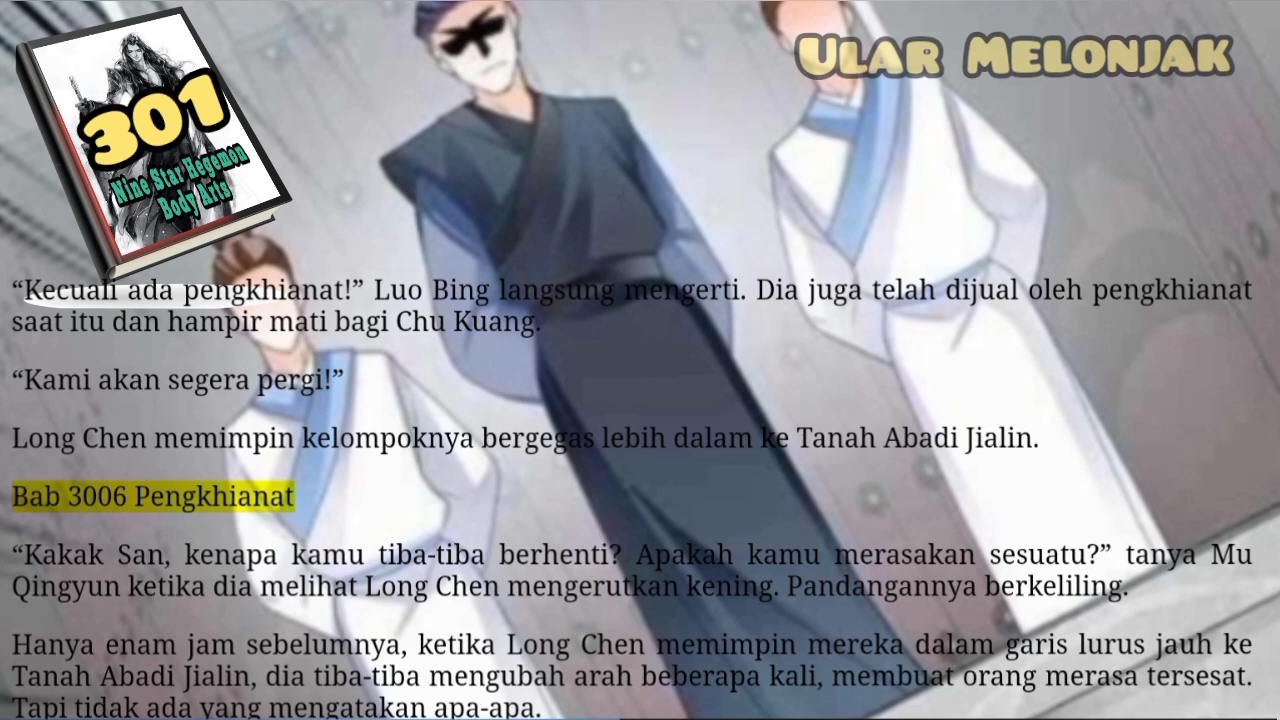 301
Nine Star Hegemon
Body Arts
Ular Melonjak
“Kecuali ada pengkhianat!” Luo Bing langsung mengerti. Dia juga telah dijual oleh pengkhianat
saat itu dan hampir mati bagi Chu Kuang.
“Kami akan segera pergi!”
Long Chen memimpin kelompoknya bergegas lebih dalam ke Tanah Abadi Jialin.
Bab 3006 Pengkhianat
“Kakak San, kenapa kamu tiba-tiba berhenti? Apakah kamu merasakan sesuatu?” tanya Mu
Qingyun ketika dia melihat Long Chen mengerutkan kening. Pandangannya berkeliling.
Hanya enam jam sebelumnya, ketika Long Chen memimpin mereka dalam garis lurus jauh ke
Tanah Abadi Jialin, dia tiba-tiba mengubah arah beberapa kali, membuat orang merasa tersesat.
Tapi tidak ada yang mengatakan apa-apa.